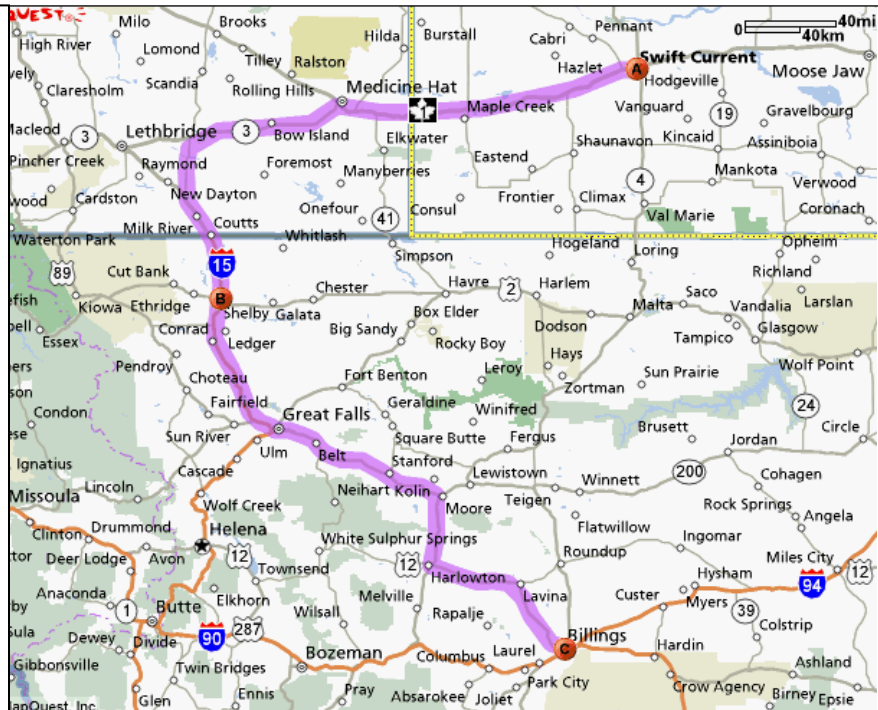 QUEST
Milo
Brooks
Hilda
Burstall
Pennant
40mi
0
40km
High River
Cabri
Lomond
Tilley
Ralston
Swift Current
A
Hazlet
Hodgeville
Moose Jaw
Scandia
Rolling Hills
Medicine Hat
Claresholm
1
Maple Creek
Vanguard
19
Gravelbourg
Macleod
3
Lethbridge
3
Bow Island
Elkwater
Kincaid
Assiniboia
Pincher Creek
Raymond
Foremost
Eastend
Shaunavon
Manyberries
Mankota
Verwood
wood
Cardston
New Dayton
Onefour
41
Consul
Frontier
Climax
4
Coronach
Milk River
Coutts
Val Marie
Waterton Park
Whitlash
Simpson
Hogeland
Loring
Opheim
89
Cut Bank
15
Richland
Chester
Havre
2
Harlem
Kiowa
Ethridge
B
Shelby
Galata
Malta
Saco
Vandalia
Larslan
efish
Box Elder
Dodson
Conrad
Big Sandy
Tampico
Glasgow
ell
Essex
Ledger
Rocky Boy
Hays
Wolf Point
Pendroy
Leroy
Sun Prairie
Zortman
Choteau
Fort Benton
Condon
Fairfield
Geraldine
24
Great Falls
Winifred
Brusett
Sun River
Square Butte
Fergus
Circle
Ulm
Belt
Jordan
Ignatius
Cascade
Stanford
Lewistown
200
Cohagen
Lincoln
Neihart
Kolin
Winnett
Missoula
Wolf Creek
Moore
Teigen
Rock Springs
Drummond
Helena
Flatwillow
Angela
Clinton
White Sulphur Springs
Avon
12
Ingomar
Miles City
Deer Lodge
12
Roundup
12
Townsend
Harlowton
Hysham
94
Anaconda
Elkhorn
Lavina
Custer
Myers
1
Butte
Wilsall
Melville
Rapalje
39
Colstrip
287
Billings
Dewey
Divide
90
C
Hardin
Bozeman
Columbus
Laurel
Gibbonsville
Twin Bridges
Park City
Ashland
Crow Agency
Glen
Ennis
Pray
Absarokee
Joliet
Birney
Epsie
MapQuest, Inc